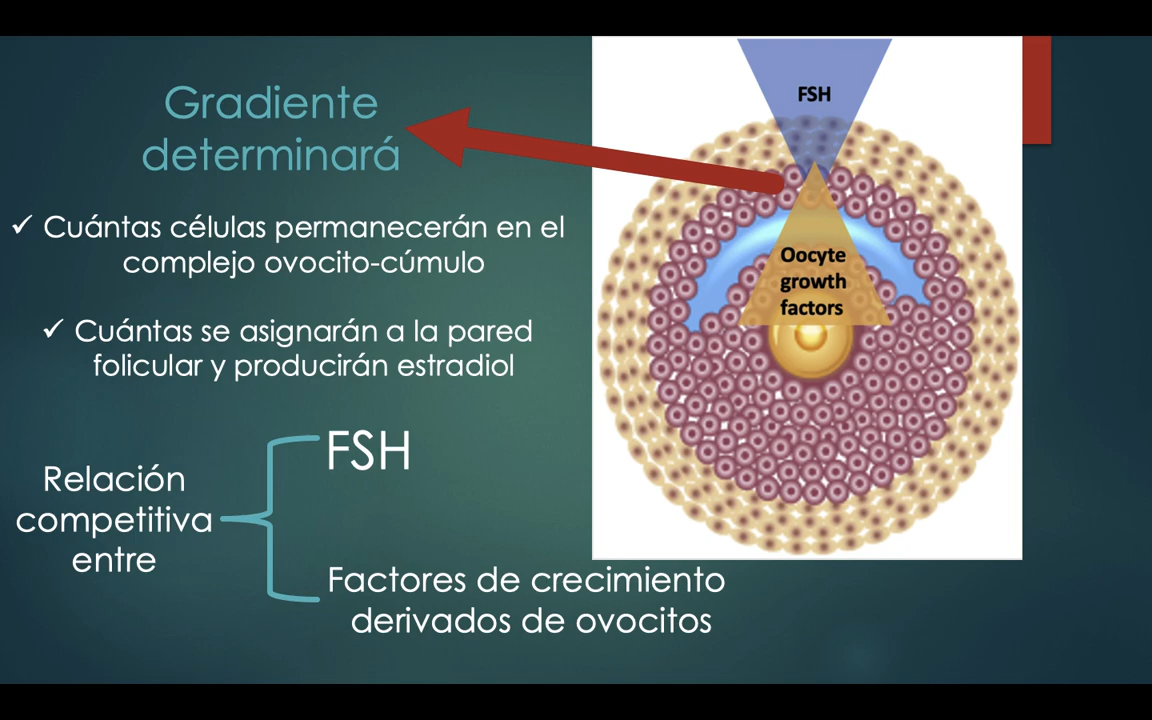 Gradiente
determinará
✓ Cuántas células permanecerán en el
complejo ovocito-cúmulo
✓ Cuántas se asignarán a la pared
folicular y producirán estradiol
Relación
competitiva
entre
FSH
Factores de crecimiento
derivados de ovocitos
FSH
Oocyte
growth
factors